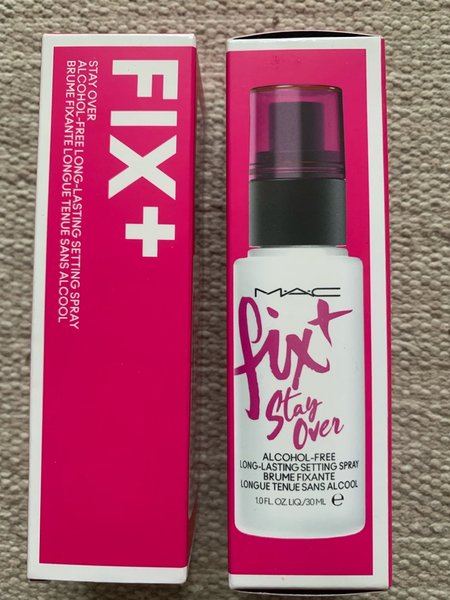 FIX+
STAY OVER
ALCOHOL-FREE LONG-LASTING SETTING SPRAY
BRUME FIXANTE LONGUE TENUE SANS ALCOOL
M·A·C
fix+
Stay
Over
ALCOHOL-FREE
LONG-LASTING SETTING SPRAY
BRUME FIXANTE
LONGUE TENUE SANS ALCOOL
1.0 FL. OZ. LIQ./30 ML ℮